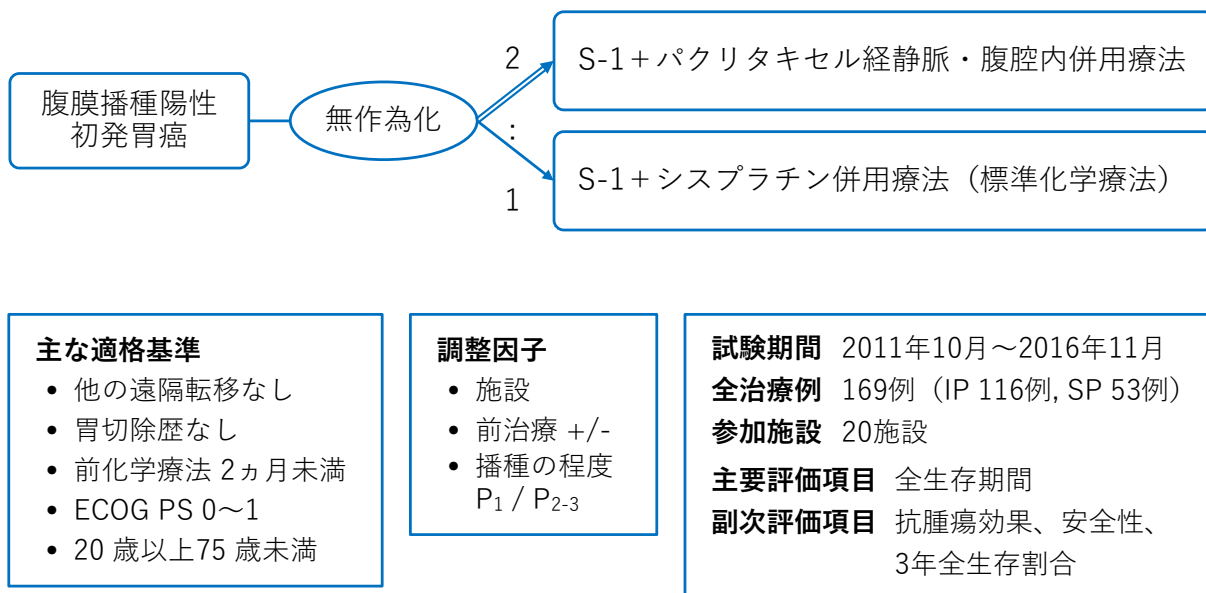 腹膜播種陽性
初発胃癌
無作為化
2
:
1
S-1＋パクリタキセル経静脈・腹腔内併用療法
S-1＋シスプラチン併用療法（標準化学療法）
主な適格基準
• 他の遠隔転移なし
• 胃切除歴なし
• 前化学療法 2ヵ月未満
• ECOG PS 0～1
• 20 歳以上75 歳未満
調整因子
• 施設
• 前治療 +/-
• 播種の程度
P1 / P2-3
試験期間 2011年10月～2016年11月
全治療例 169例（IP 116例, SP 53例）
参加施設 20施設
主要評価項目 全生存期間
副次評価項目 抗腫瘍効果、安全性、
3年全生存割合